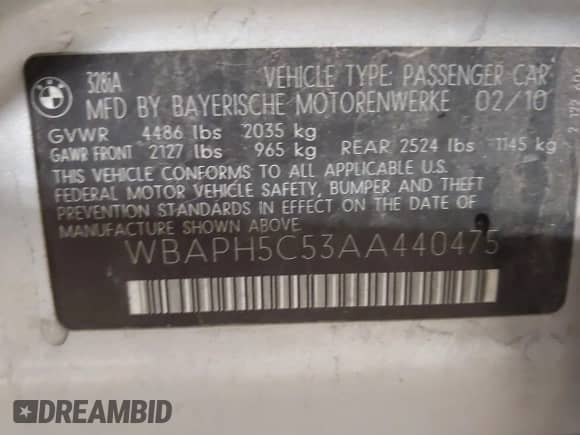 328iA VEHICLE TYPE: PASSENGER CAR
MFD BY BAYERISCHE MOTORENWERKE 02/10
GVWR 4486 lbs 2035 kg
GAWR FRONT 2127 lbs 965 kg REAR 2524 lbs 1145 kg
THIS VEHICLE CONFORMS TO ALL APPLICABLE U.S.
FEDERAL MOTOR VEHICLE SAFETY, BUMPER AND THEFT
PREVENTION STANDARDS IN EFFECT ON THE DATE OF
MANUFACTURE SHOWN ABOVE.
WBAPH5C53AA440475
DREAMBID